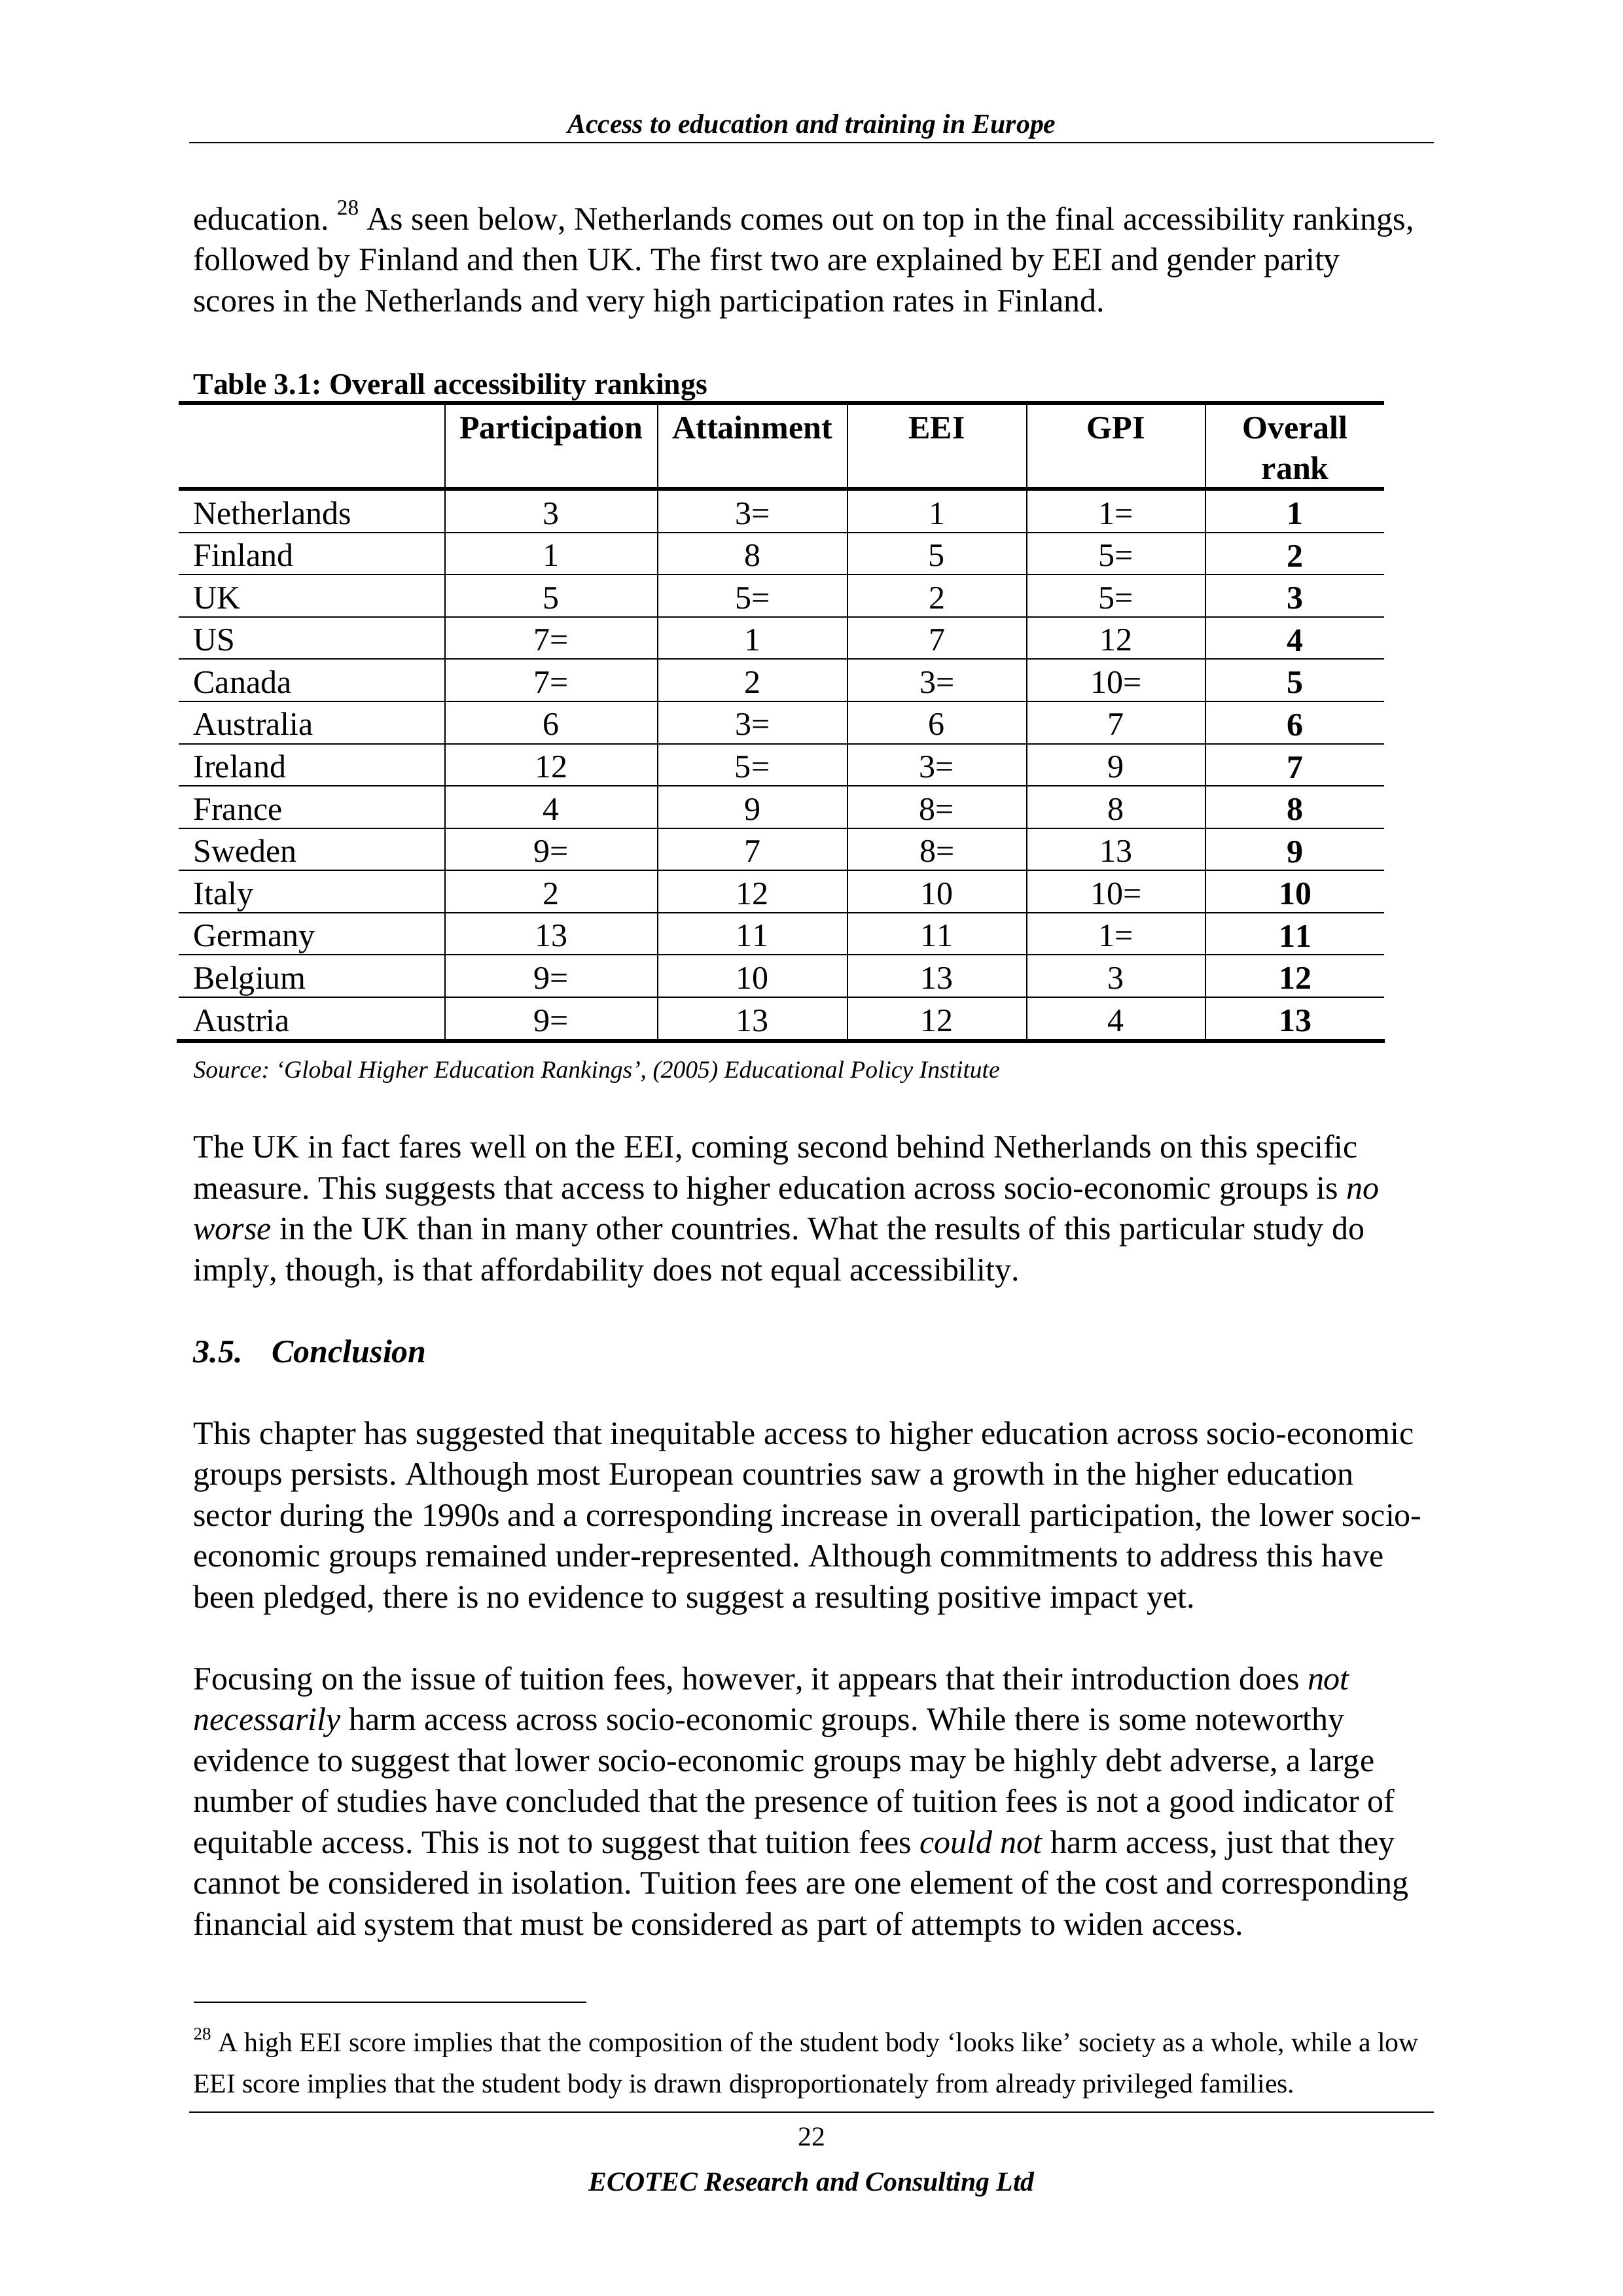 Access to education and training in Europe
education. 28 As seen below, Netherlands comes out on top in the final accessibility rankings,
followed by Finland and then UK. The first two are explained by EEI and gender parity
scores in the Netherlands and very high participation rates in Finland.
Table 3.1: Overall accessibility rankings
Participation Attainment EEI GPI Overall
rank
Netherlands 3 3= 1 1= 1
Finland 1 8 5 5= 2
UK 5 5= 2 5= 3
US 7= 1 7 12 4
Canada 7= 2 3= 10= 5
Australia 6 3= 6 7 6
Ireland 12 5= 3= 9 7
France 4 9 8= 8 8
Sweden 9= 7 8= 13 9
Italy 2 12 10 10= 10
Germany 13 11 11 1= 11
Belgium 9= 10 13 3 12
Austria 9= 13 12 4 13
Source: ‘Global Higher Education Rankings’, (2005) Educational Policy Institute
The UK in fact fares well on the EEI, coming second behind Netherlands on this specific
measure. This suggests that access to higher education across socio-economic groups is no
worse in the UK than in many other countries. What the results of this particular study do
imply, though, is that affordability does not equal accessibility.
3.5. Conclusion
This chapter has suggested that inequitable access to higher education across socio-economic
groups persists. Although most European countries saw a growth in the higher education
sector during the 1990s and a corresponding increase in overall participation, the lower socio-
economic groups remained under-represented. Although commitments to address this have
been pledged, there is no evidence to suggest a resulting positive impact yet.
Focusing on the issue of tuition fees, however, it appears that their introduction does not
necessarily harm access across socio-economic groups. While there is some noteworthy
evidence to suggest that lower socio-economic groups may be highly debt adverse, a large
number of studies have concluded that the presence of tuition fees is not a good indicator of
equitable access. This is not to suggest that tuition fees could not harm access, just that they
cannot be considered in isolation. Tuition fees are one element of the cost and corresponding
financial aid system that must be considered as part of attempts to widen access.
28 A high EEI score implies that the composition of the student body ‘looks like’ society as a whole, while a low
EEI score implies that the student body is drawn disproportionately from already privileged families.
22
ECOTEC Research and Consulting Ltd